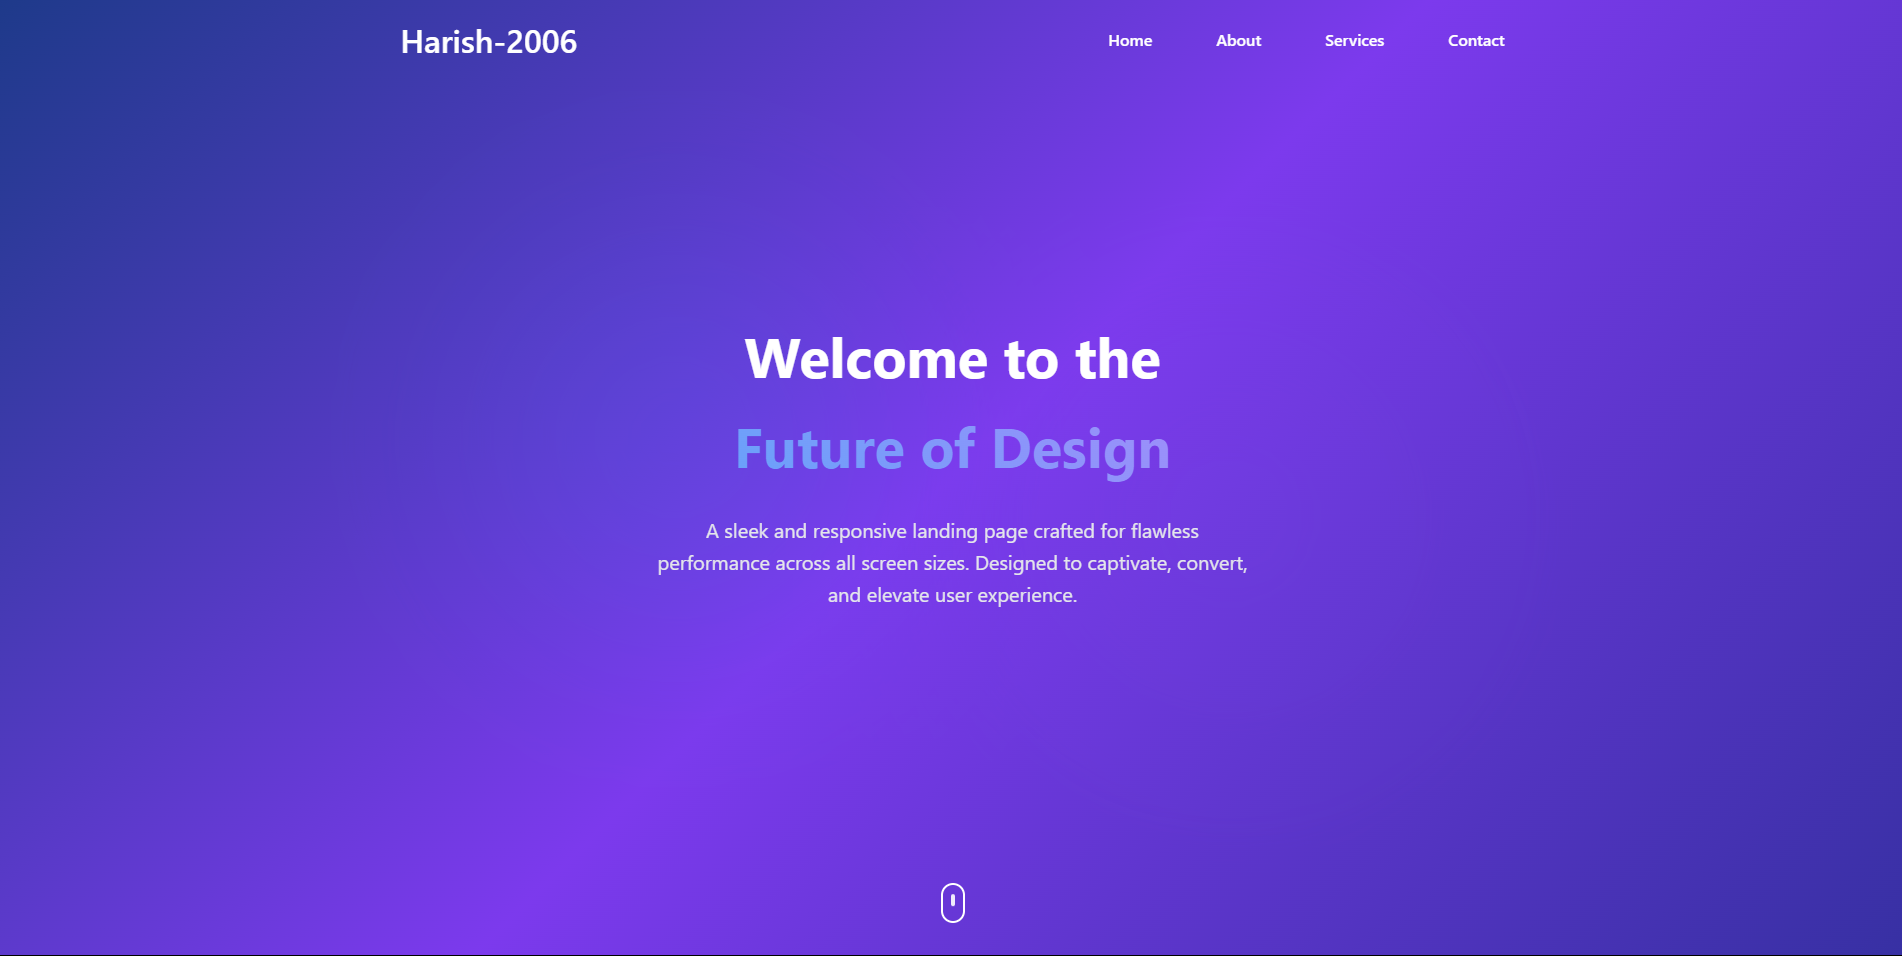 Harish-2006
Home
About
Services
Contact
Welcome to the
Future of Design
A sleek and responsive landing page crafted for flawless
performance across all screen sizes. Designed to captivate, convert,
and elevate user experience.